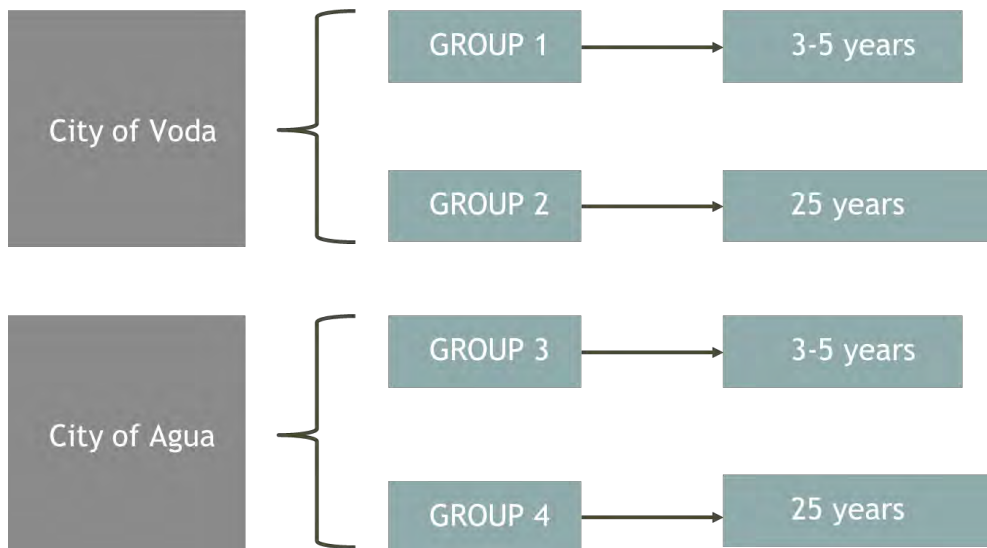 City of Voda
GROUP 1
3-5 years
GROUP 2
25 years
City of Agua
GROUP 3
3-5 years
GROUP 4
25 years